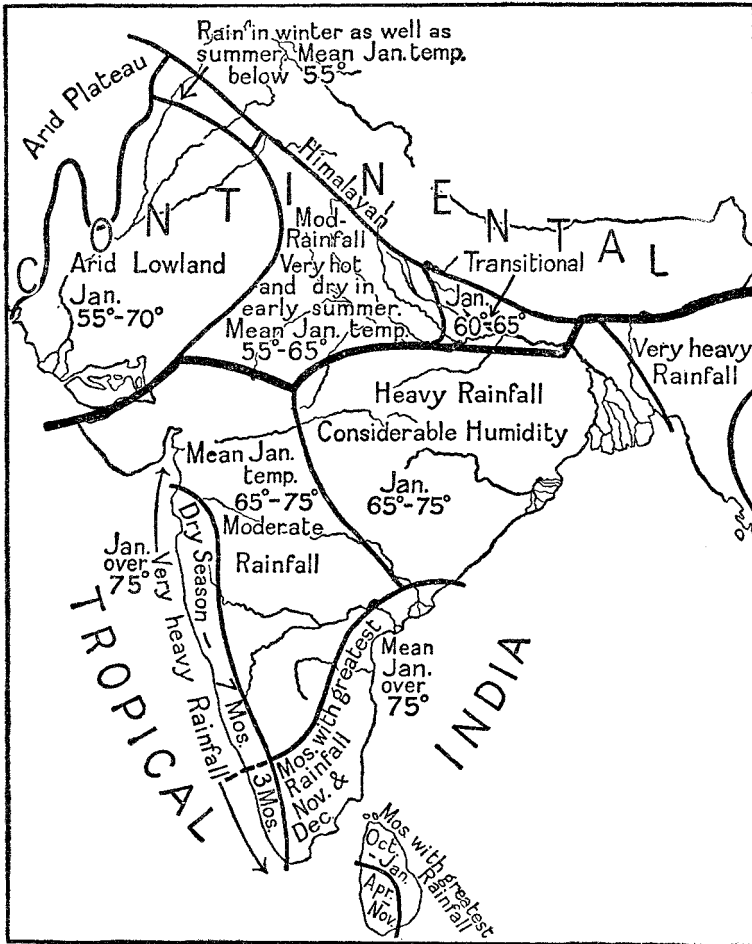 Rain in winter as well as
summer. Mean Jan. temp.
below 55°
Arid Plateau
Himalayan
CONTINENTAL
Arid Lowland
Jan.
55°-70°
Mod-
Rainfall
Very hot
and dry in
early summer.
Mean Jan. temp.
55°-65°
Transitional
Jan.
60°-65°
Very heavy
Rainfall
Heavy Rainfall
Considerable Humidity
Jan.
65°-75°
Mean Jan.
temp.
65°-75°
Moderate
Rainfall
Jan.
over
75°
Very heavy Rainfall
Dry Season - 7 Mos.
3 Mos.
TROPICAL
INDIA
Mean
Jan.
over
75°
Mos. with greatest
Rainfall
Nov. &
Dec.
Mos. with greatest
Rainfall
Oct.
-Jan.
Apr.-
Nov.